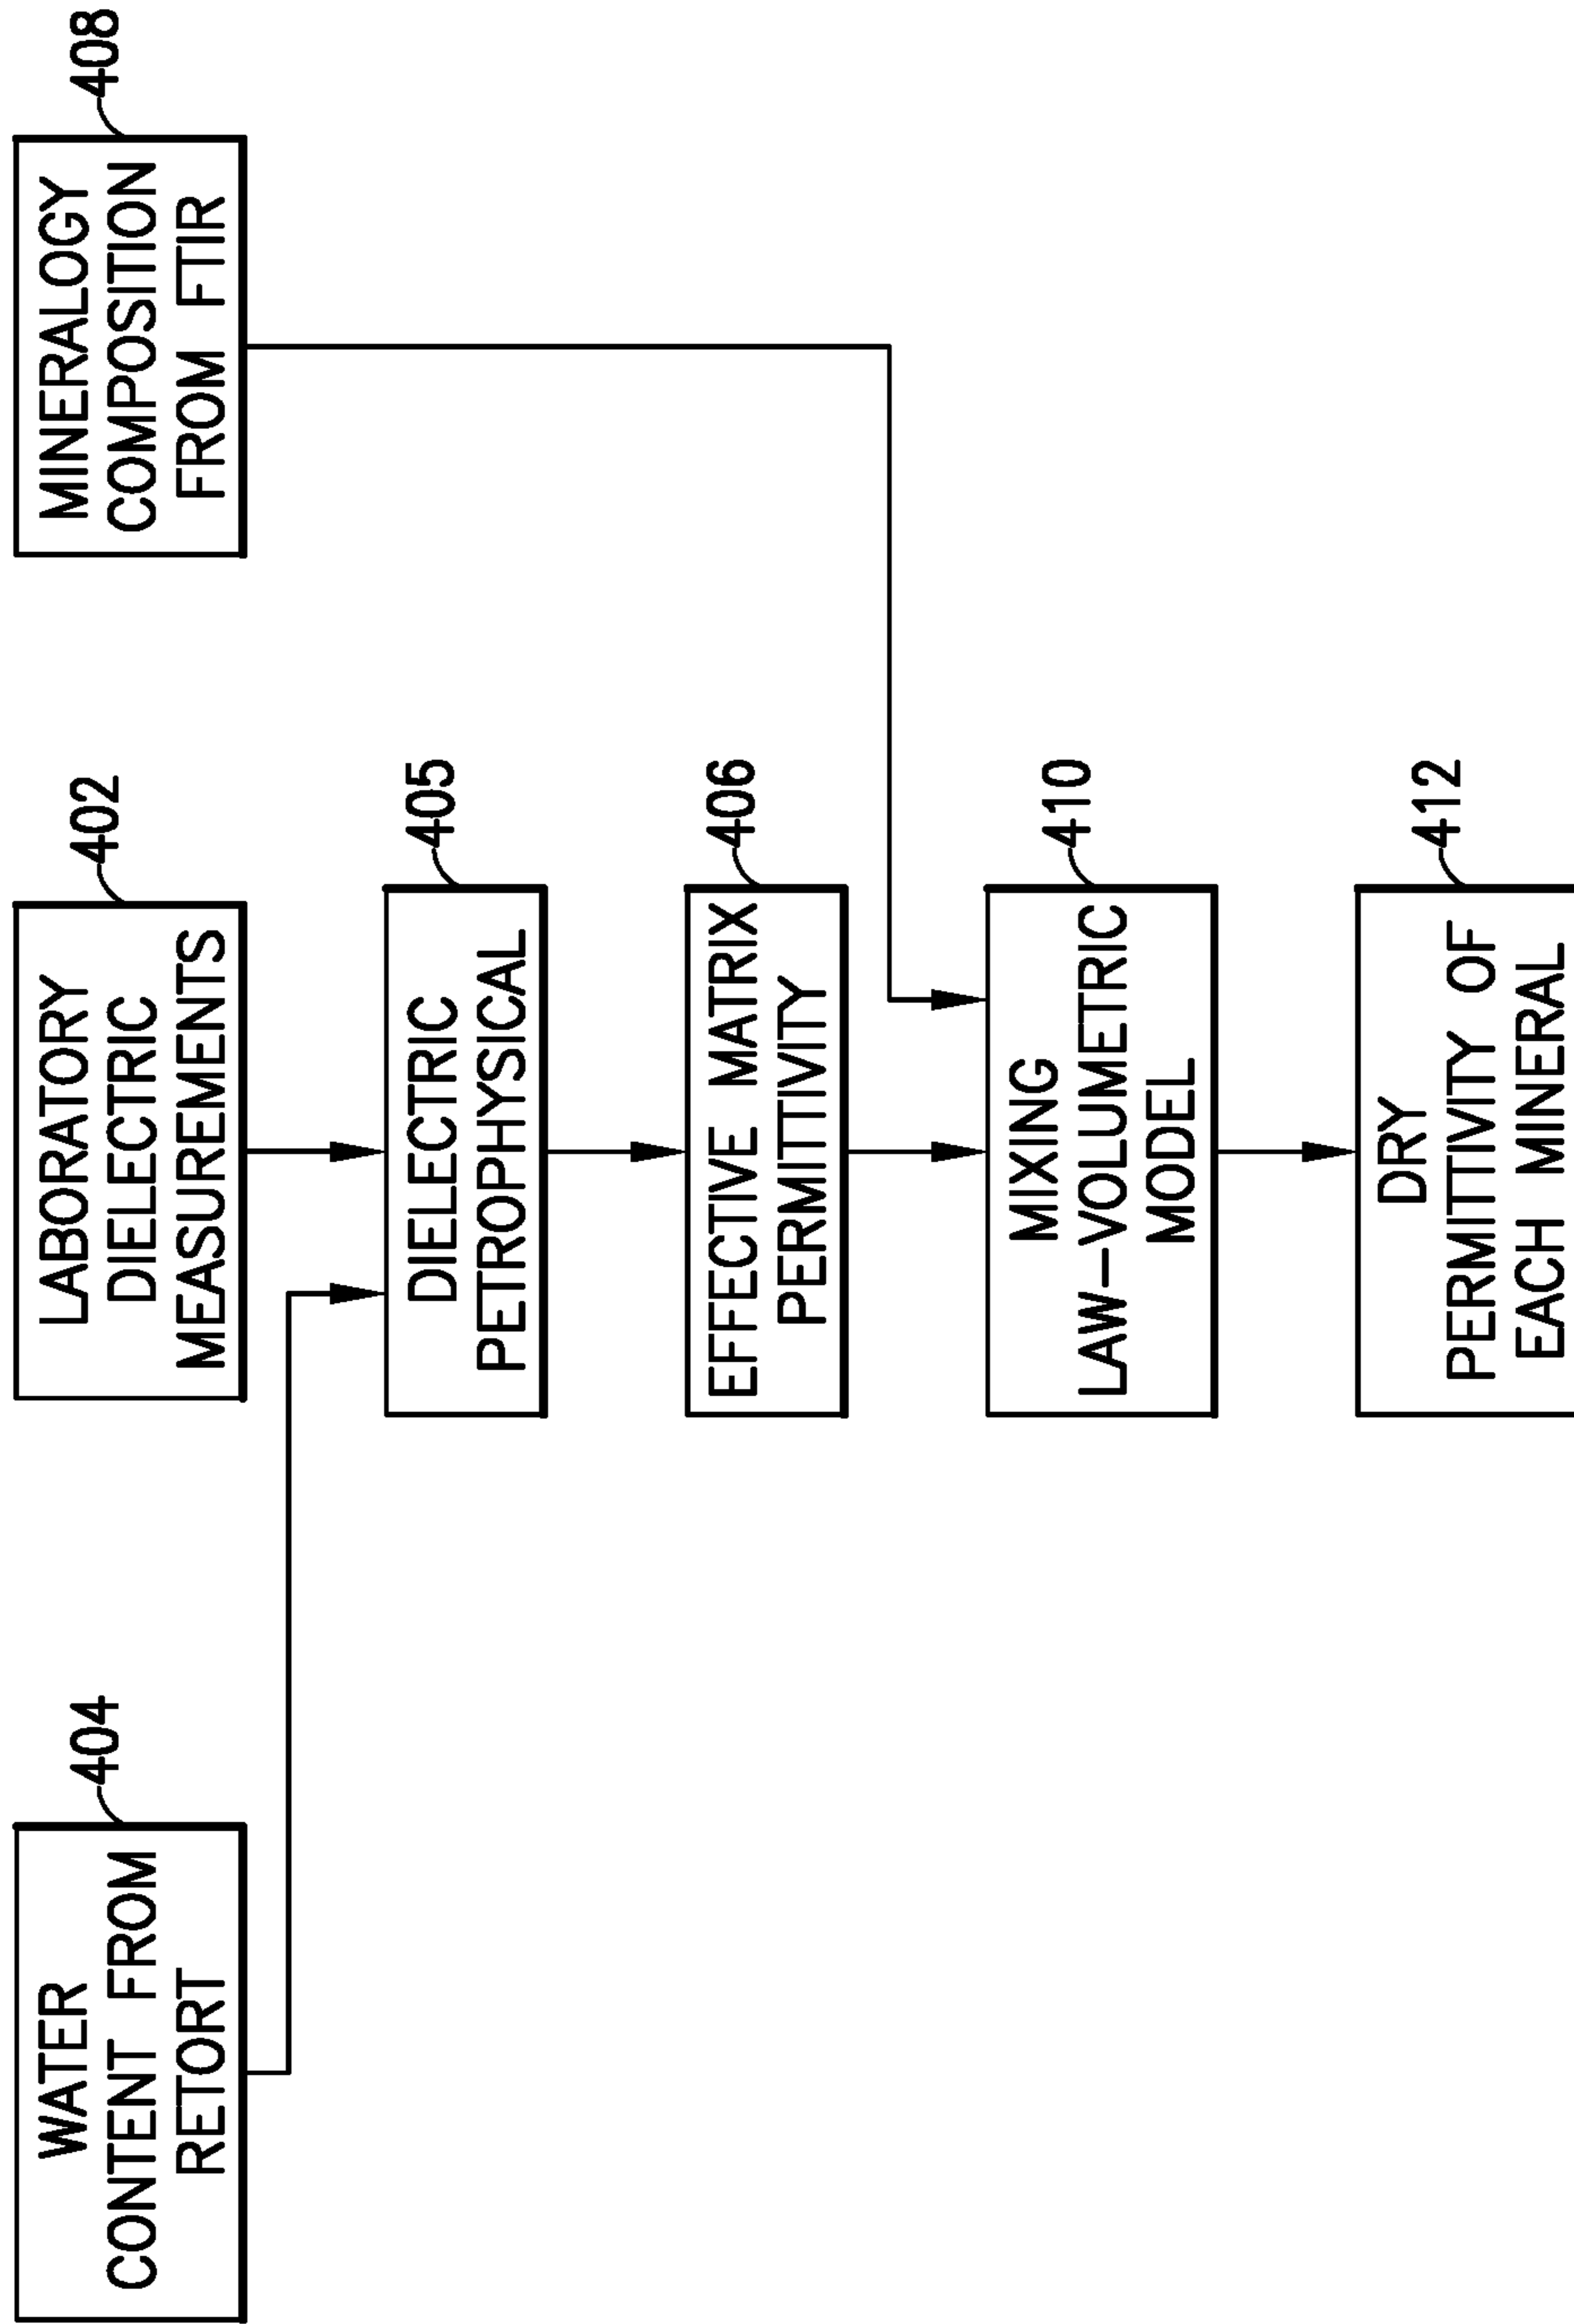 WATER
CONTENT FROM
RETORT
404
LABORATORY
DIELECTRIC
MEASUREMENTS
402
MINERALOGY
COMPOSITION
FROM FTIR
408
DIELECTRIC
PETROPHYSICAL
405
EFFECTIVE MATRIX
PERMITTIVITY
406
MIXING
LAW-VOLUMETRIC
MODEL
410
DRY
PERMITTIVITY OF
EACH MINERAL
412